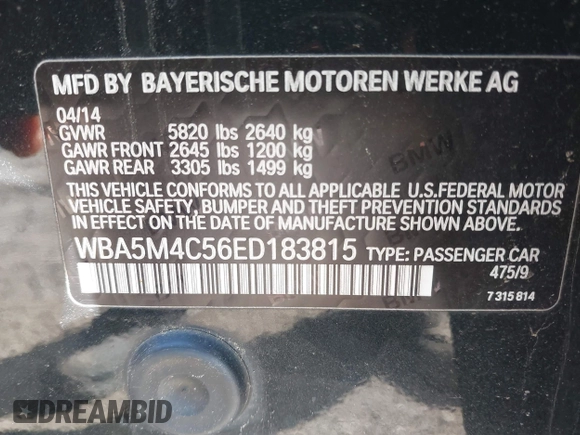 MFD BY BAYERISCHE MOTOREN WERKE AG
04/14
GVWR 5820 lbs 2640 kg
GAWR FRONT 2645 lbs 1200 kg
GAWR REAR 3305 lbs 1499 kg
THIS VEHICLE CONFORMS TO ALL APPLICABLE U.S.FEDERAL MOTOR
VEHICLE SAFETY, BUMPER AND THEFT PREVENTION STANDARDS
IN EFFECT ON THE DATE OF MANUFACTURE SHOWN ABOVE.
WBA5M4C56ED183815 TYPE: PASSENGER CAR
475/9
7 315 814
BMW
DREAMBID